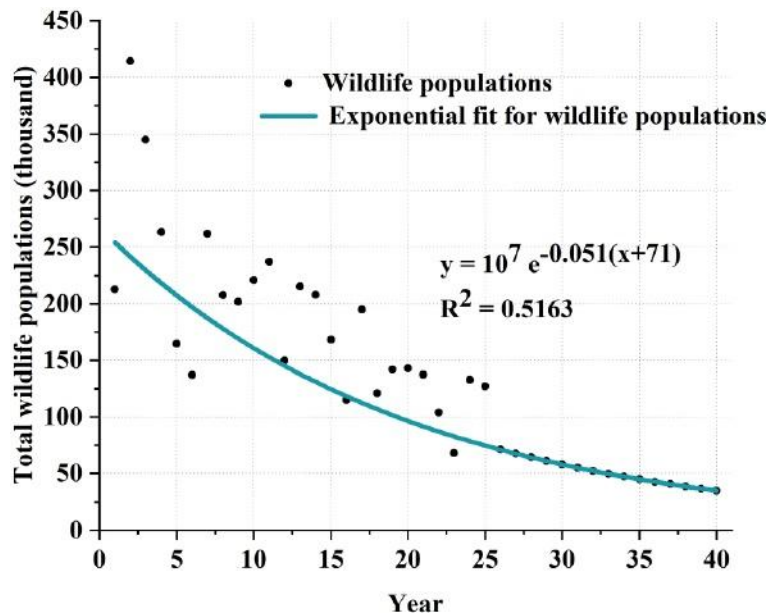 Total wildlife populations (thousand)
450
400
350
300
250
200
150
100
50
0
Wildlife populations
Exponential fit for wildlife populations
y = 10⁷ e^-0.051(x+71)
R² = 0.5163
0 5 10 15 20 25 30 35 40
Year